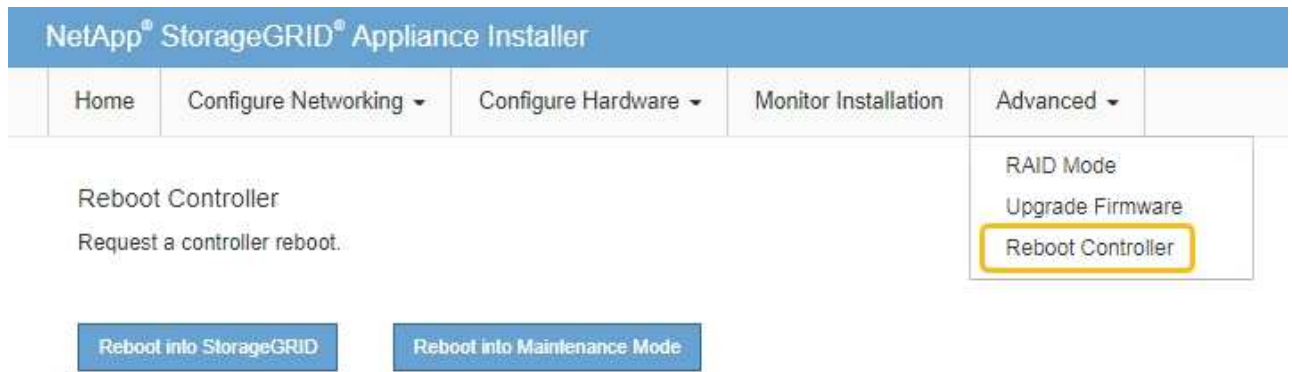 NetApp® StorageGRID® Appliance Installer
Home Configure Networking Configure Hardware Monitor Installation Advanced
RAID Mode
Upgrade Firmware
Reboot Controller
Reboot Controller
Request a controller reboot.
Reboot into StorageGRID Reboot into Maintenance Mode